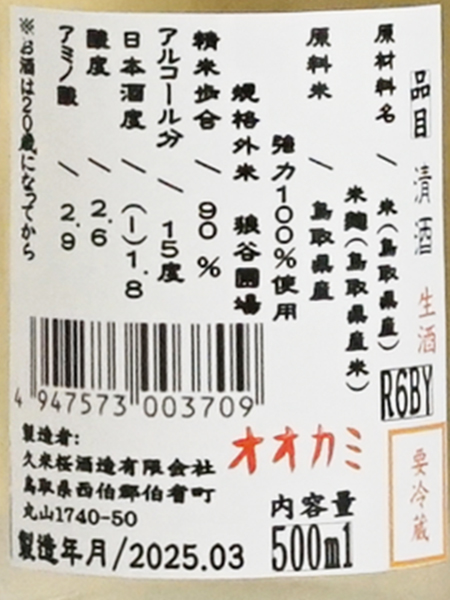 品目 清酒 生酒
R6BY
要冷蔵
原材料名/米(鳥取県産)
米麹(鳥取県産米)
原料米/鳥取県産
強力100%使用
規格外米 狼谷圃場
精米歩合/90%
アルコール分/15度
日本酒度/(ー)1.8
酸度/2.6
アミノ酸/2.9
※お酒は20歳になってから
4 947573 003709
オオカミ
製造者:
久米桜酒造有限会社
鳥取県西伯郡伯耆町
丸山1740-50
製造年月/2025.03
内容量
500ml